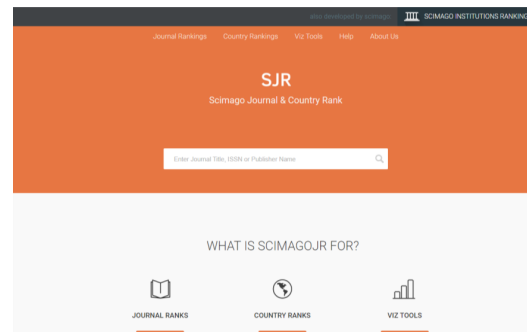 also developed by scimago: SCIMAGO INSTITUTIONS RANKING
Journal Rankings Country Rankings Viz Tools Help About Us
SJR
Scimago Journal & Country Rank
Enter Journal Title, ISSN or Publisher Name
WHAT IS SCIMAGOJR FOR?
JOURNAL RANKS COUNTRY RANKS VIZ TOOLS